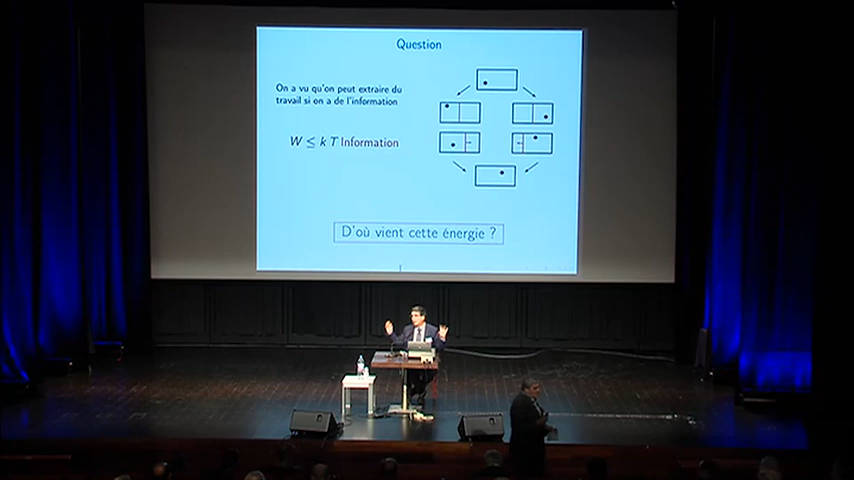 Question
On a vu qu'on peut extraire du
travail si on a de l'information
W ≤ k T Information
D'où vient cette énergie ?